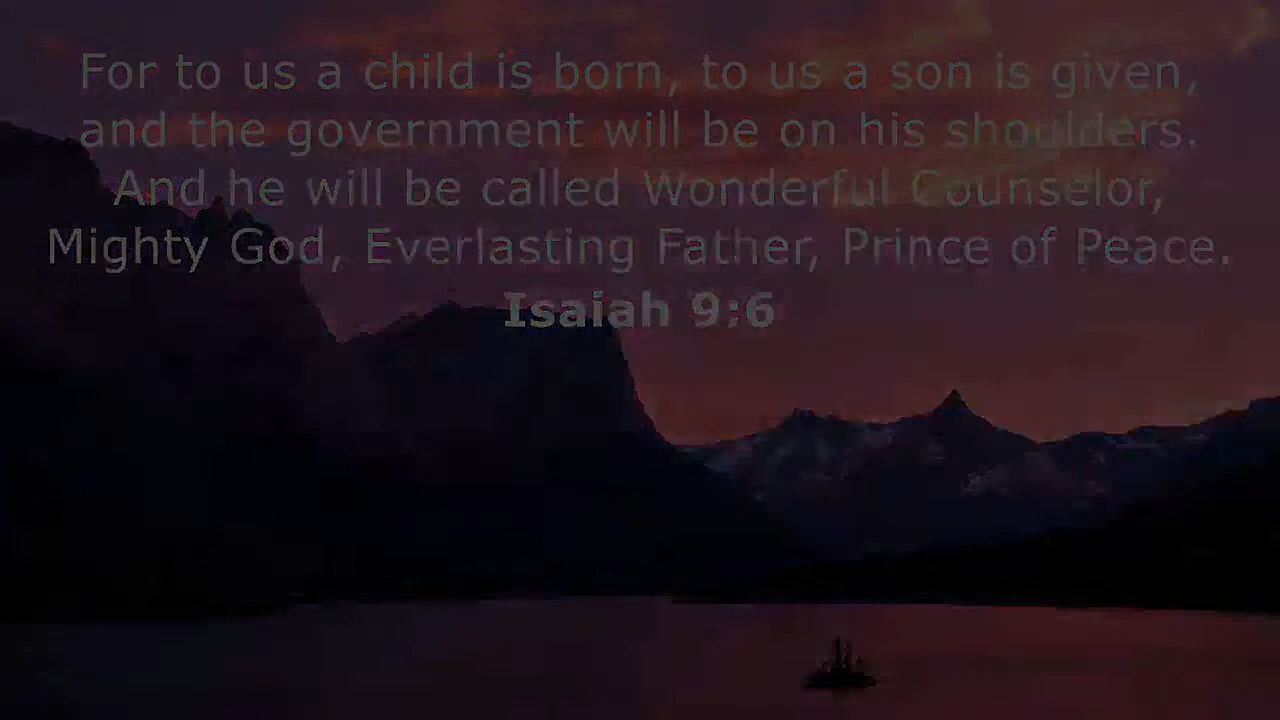 For to us a child is born, to us a son is given,
and the government will be on his shoulders.
And he will be called Wonderful Counselor,
Mighty God, Everlasting Father, Prince of Peace.
Isaiah 9:6